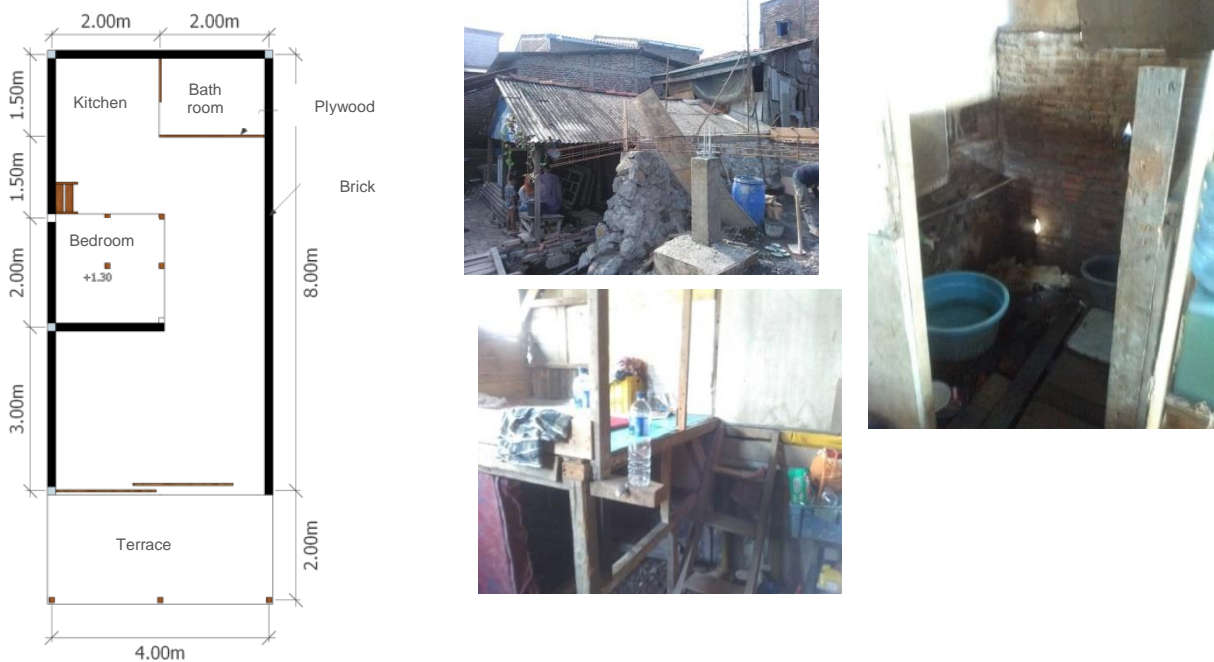 2.00m 2.00m
1.50m
Kitchen
Bath
room
Plywood
1.50m
Brick
Bedroom
+1.30
2.00m
8.00m
3.00m
Terrace
2.00m
4.00m